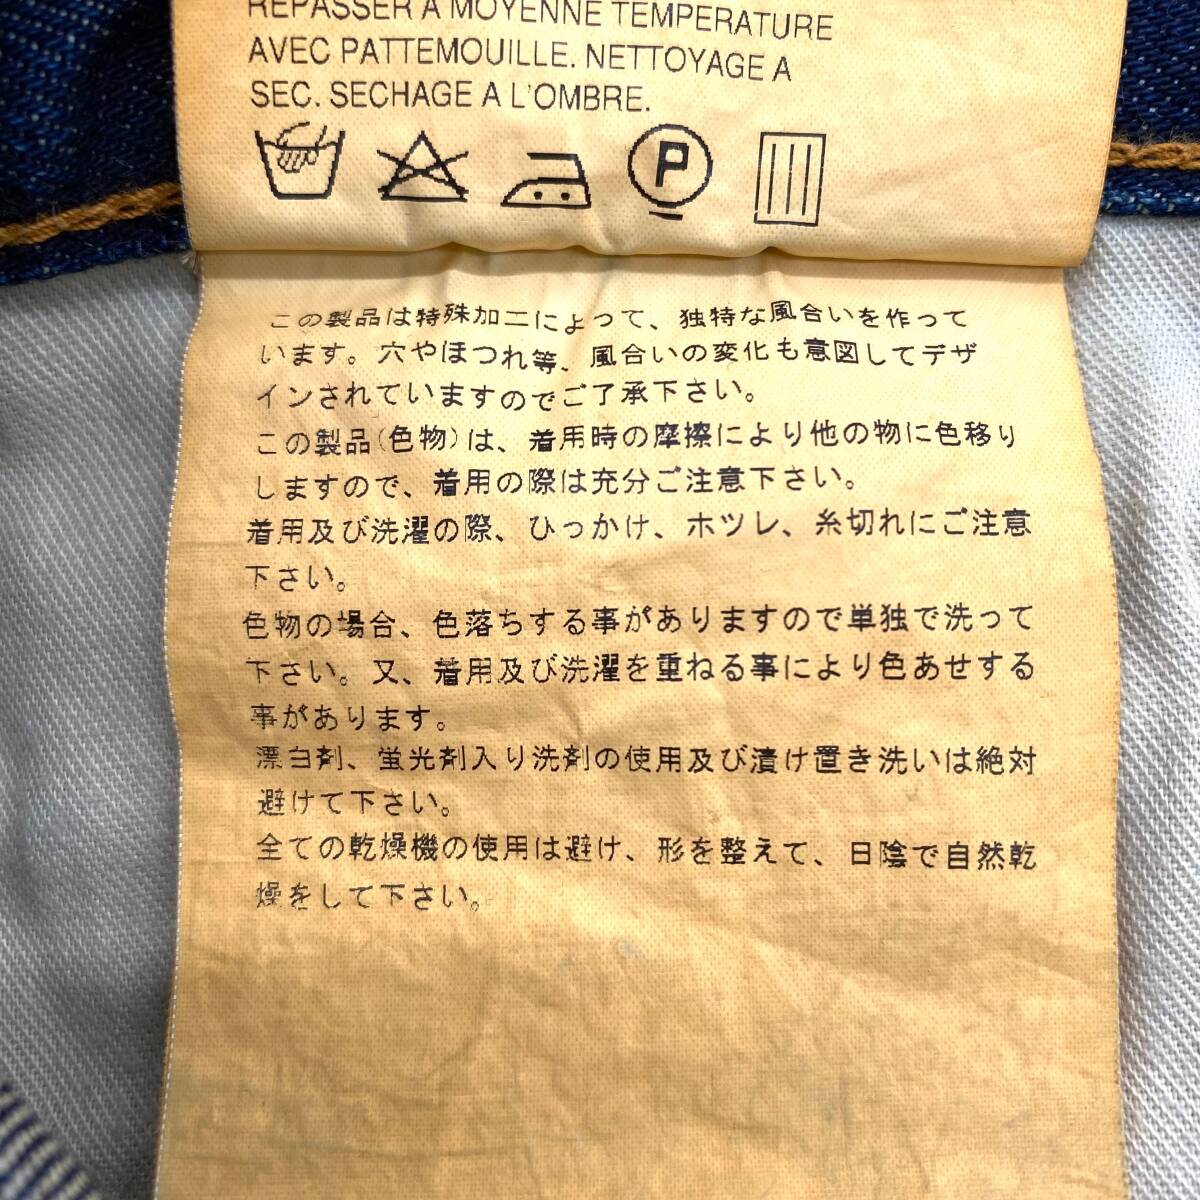 REPASSER A MOYENNE TEMPERATURE
AVEC PATTEMOUILLE. NETTOYAGE A
SEC. SECHAGE A L'OMBRE.
P
この製品は特殊加工によって、独特な風合いを作って
います。穴やほつれ等、風合いの変化も意図してデザ
インされていますのでご了承下さい。
この製品(色物)は、着用時の摩擦により他の物に色移り
しますので、着用の際は充分ご注意下さい。
着用及び洗濯の際、ひっかけ、ホツレ、糸切れにご注意
下さい。
色物の場合、色落ちする事がありますので単独で洗って
下さい。又、着用及び洗濯を重ねる事により色あせする
事があります。
漂白剤、蛍光剤入り洗剤の使用及び漬け置き洗いは絶対
避けて下さい。
全ての乾燥機の使用は避け、形を整えて、日陰で自然乾
燥をして下さい。